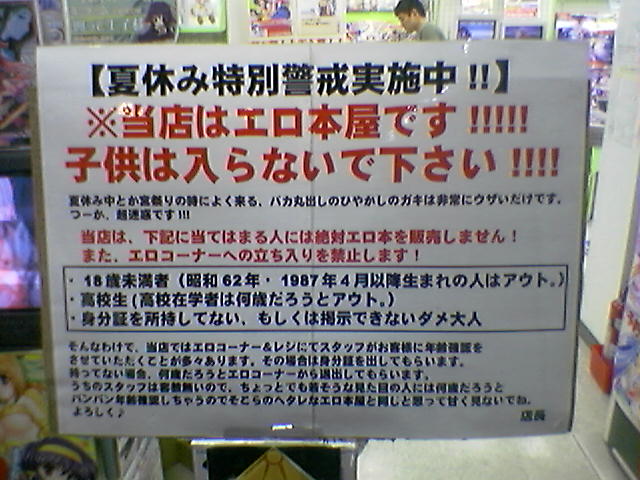 【夏休み特別警戒実施中!!】
※当店はエロ本屋です!!!!!
子供は入らないで下さい!!!!
夏休み中とか宮祭りの時によく来る、バカ丸出しのひやかしのガキは非常にウザいだけです。
つーか、超迷惑です!!!
当店は、下記に当てはまる人には絶対エロ本を販売しません！
また、エロコーナーへの立ち入りを禁止します！
・18歳未満者（昭和62年・1987年4月以降生まれの人はアウト。）
・高校生(高校在学者は何歳だろうとアウト。)
・身分証を所持してない、もしくは掲示できないダメ大人
そんなわけで、当店ではエロコーナー＆レジにてスタッフがお客様に年齢確認を
させていただくことが多々あります。その場合は身分証を出してもらいます。
持ってない場合、何歳だろうとエロコーナーから退出してもらいます。
うちのスタッフは容赦無いので、ちょっとでも若そうな見た目の人には何歳だろうと
バンバン年齢確認しちゃうのでそこらのヘタレなエロ本屋と同じと思って甘く見ないでね。
よろしく♪
店長